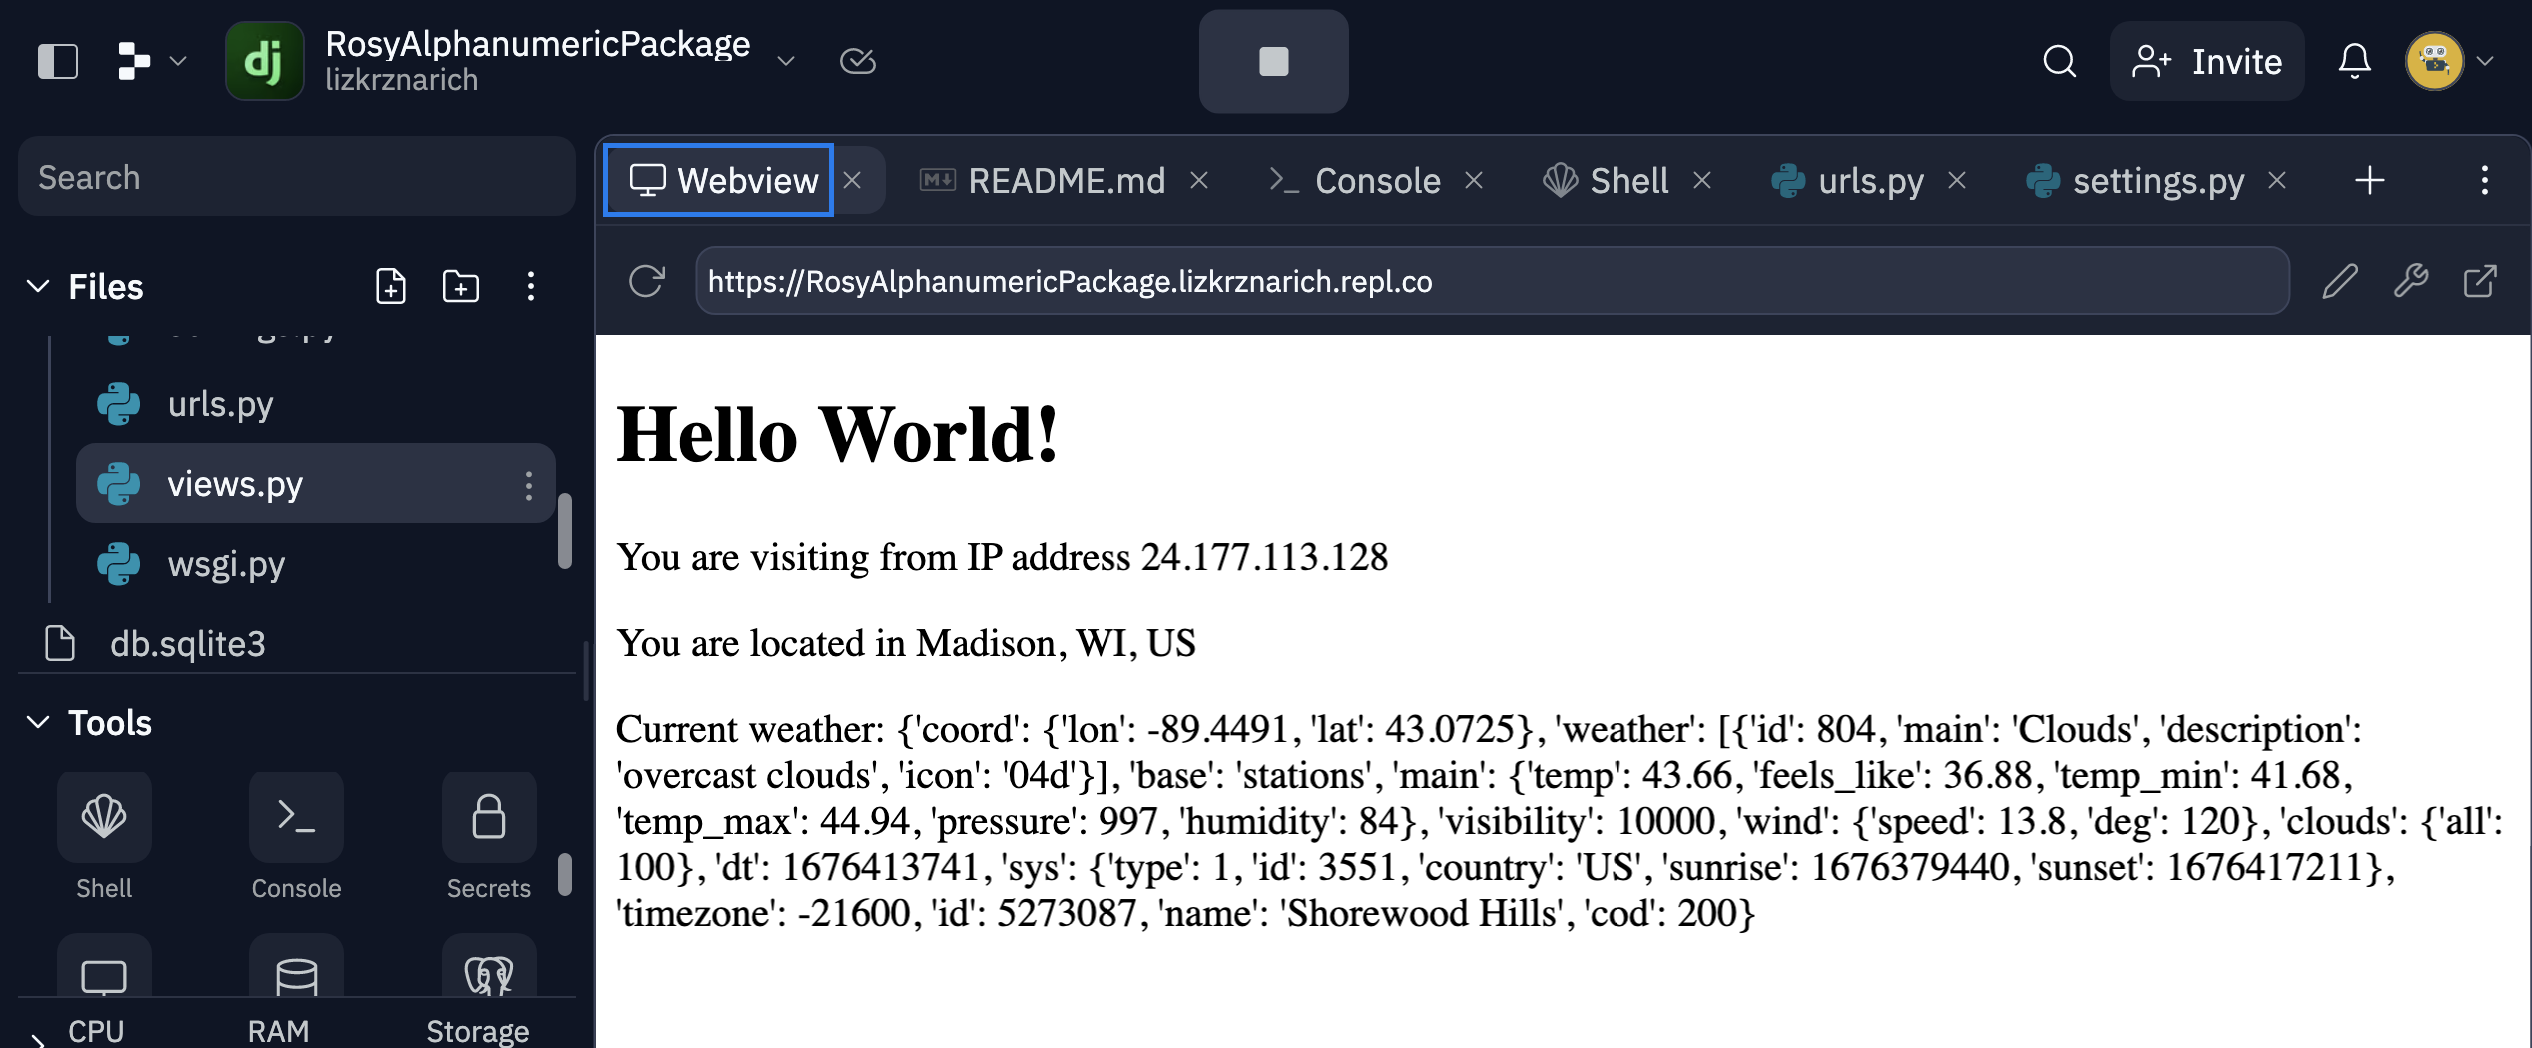 RosyAlphanumericPackage
lizkrznarich
Invite
Search
Files
urls.py
views.py
wsgi.py
db.sqlite3
Tools
Shell
Console
Secrets
CPU
RAM
Storage
Webview
README.md
Console
Shell
urls.py
settings.py
https://RosyAlphanumericPackage.lizkrznarich.repl.co
Hello World!
You are visiting from IP address 24.177.113.128
You are located in Madison, WI, US
Current weather: {'coord': {'lon': -89.4491, 'lat': 43.0725}, 'weather': [{'id': 804, 'main': 'Clouds', 'description':
'overcast clouds', 'icon': '04d'}], 'base': 'stations', 'main': {'temp': 43.66, 'feels_like': 36.88, 'temp_min': 41.68,
'temp_max': 44.94, 'pressure': 997, 'humidity': 84}, 'visibility': 10000, 'wind': {'speed': 13.8, 'deg': 120}, 'clouds': {'all':
100}, 'dt': 1676413741, 'sys': {'type': 1, 'id': 3551, 'country': 'US', 'sunrise': 1676379440, 'sunset': 1676417211},
'timezone': -21600, 'id': 5273087, 'name': 'Shorewood Hills', 'cod': 200}